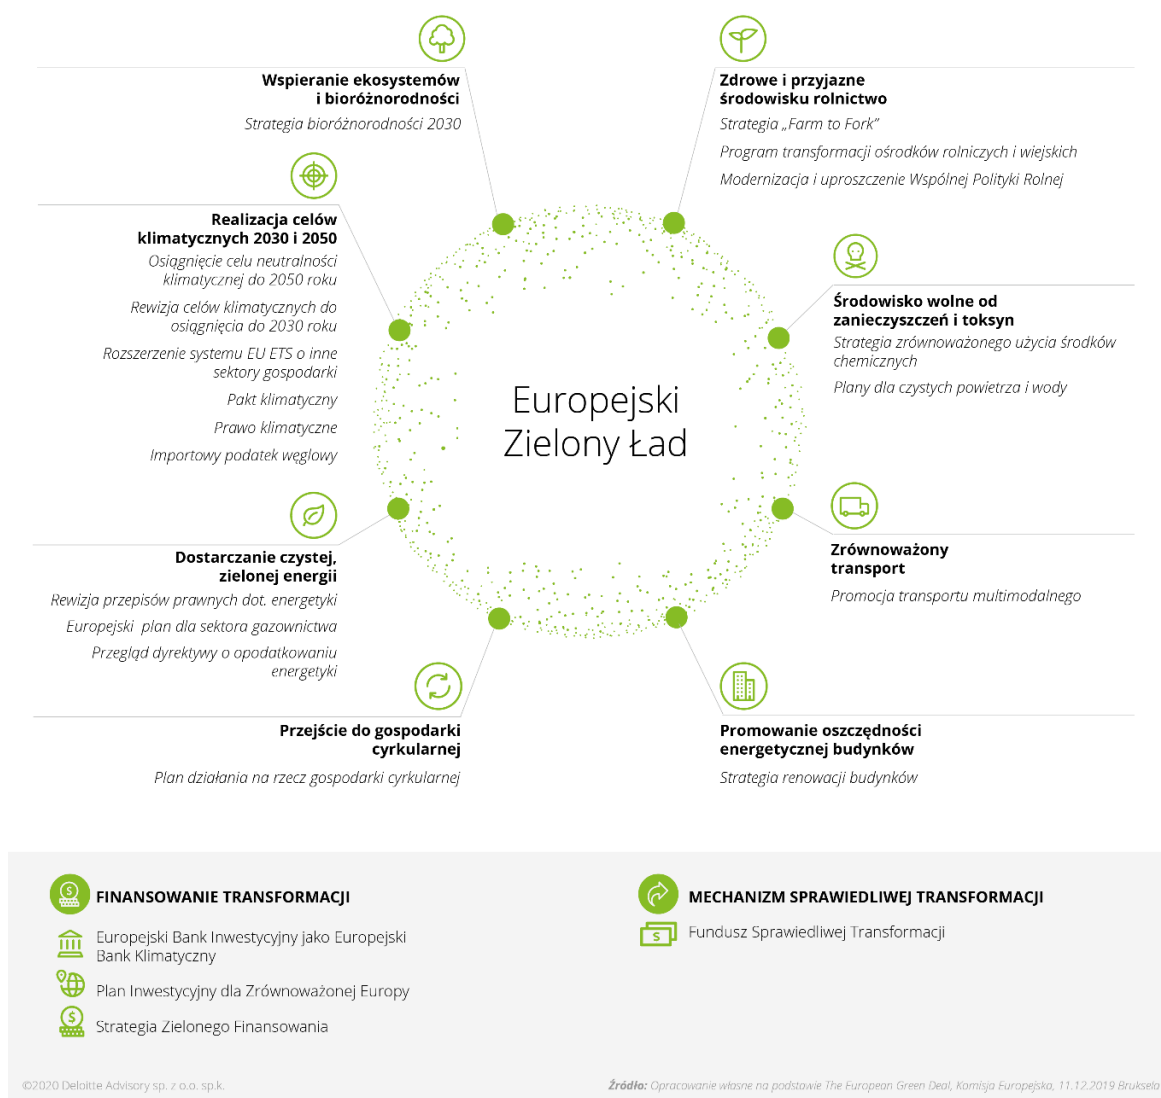 Wspieranie ekosystemów
i bioróżnorodności
Strategia bioróżnorodności 2030
Realizacja celów
klimatycznych 2030 i 2050
Osiągnięcie celu neutralności
klimatycznej do 2050 roku
Rewizja celów klimatycznych do
osiągnięcia do 2030 roku
Rozszerzenie systemu EU ETS o inne
sektory gospodarki
Pakt klimatyczny
Prawo klimatyczne
Importowy podatek węglowy
Dostarczanie czystej,
zielonej energii
Rewizja przepisów prawnych dot. energetyki
Europejski plan dla sektora gazownictwa
Przegląd dyrektywy o opodatkowaniu
energetyki
Przejście do gospodarki
cyrkularnej
Plan działania na rzecz gospodarki cyrkularnej
Europejski
Zielony Ład
Zdrowe i przyjazne
środowisku rolnictwo
Strategia „Farm to Fork”
Program transformacji ośrodków rolniczych i wiejskich
Modernizacja i uproszczenie Wspólnej Polityki Rolnej
Środowisko wolne od
zanieczyszczeń i toksyn
Strategia zrównoważonego użycia środków
chemicznych
Plany dla czystych powietrza i wody
Zrównoważony
transport
Promocja transportu multimodalnego
Promowanie oszczędności
energetycznej budynków
Strategia renowacji budynków
FINANSOWANIE TRANSFORMACJI
Europejski Bank Inwestycyjny jako Europejski
Bank Klimatyczny
Plan Inwestycyjny dla Zrównoważonej Europy
Strategia Zielonego Finansowania
MECHANIZM SPRAWIEDLIWEJ TRANSFORMACJI
Fundusz Sprawiedliwej Transformacji
©2020 Deloitte Advisory sp. z o.o. sp.k.
Źródło: Opracowanie własne na podstawie The European Green Deal, Komisja Europejska, 11.12.2019 Bruksela